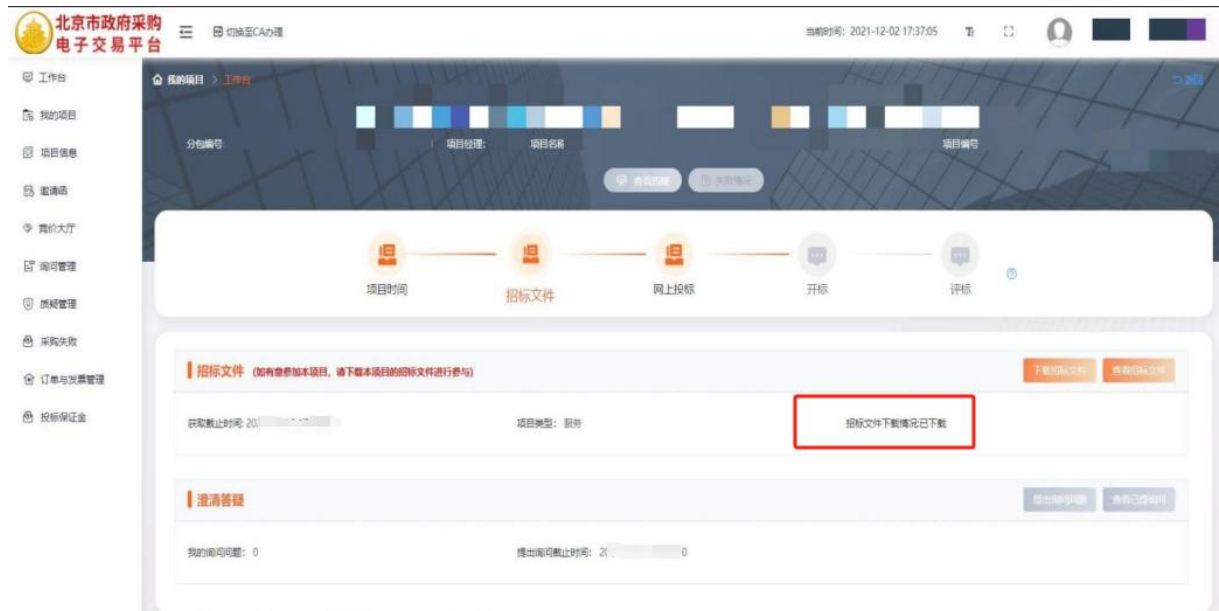 北京市政府采购
电子交易平台
切换至CA办理
当前时间：2021-12-02 17:37:05
工作台
我的项目
项目信息
邀请函
竞价大厅
询问管理
质疑管理
采购失败
订单与发票管理
投标保证金
我的项目 > 工作台
返回
分包编号
项目经理：
项目名称
项目编号
失败情况
项目时间
招标文件
网上投标
开标
评标
招标文件 (如有意参加本项目，请下载本项目的招标文件进行参与)
下载招标文件
查看招标文件
获取截止时间: 20
项目类型： 服务
招标文件下载情况:已下载
澄清答疑
我的询问问题： 0
提出询问截止时间： 2
0